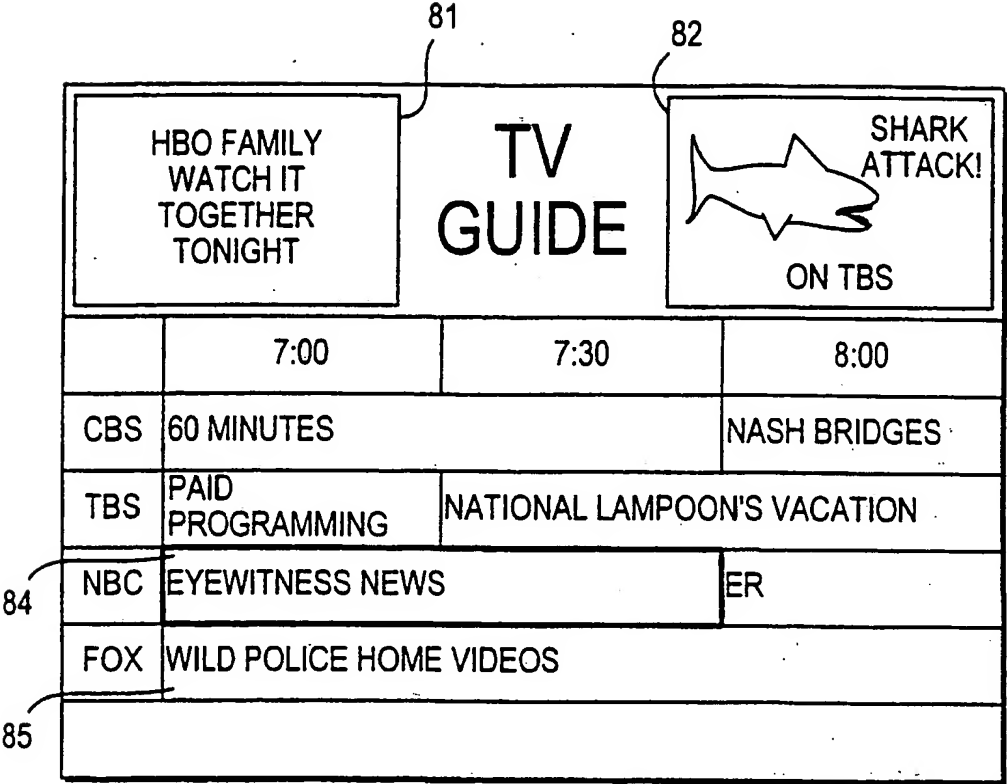 81
82
HBO FAMILY
WATCH IT
TOGETHER
TONIGHT
TV
GUIDE
SHARK
ATTACK!
ON TBS
7:00 7:30 8:00
CBS 60 MINUTES NASH BRIDGES
TBS PAID
PROGRAMMING NATIONAL LAMPOON'S VACATION
84 NBC EYEWITNESS NEWS ER
FOX WILD POLICE HOME VIDEOS
85